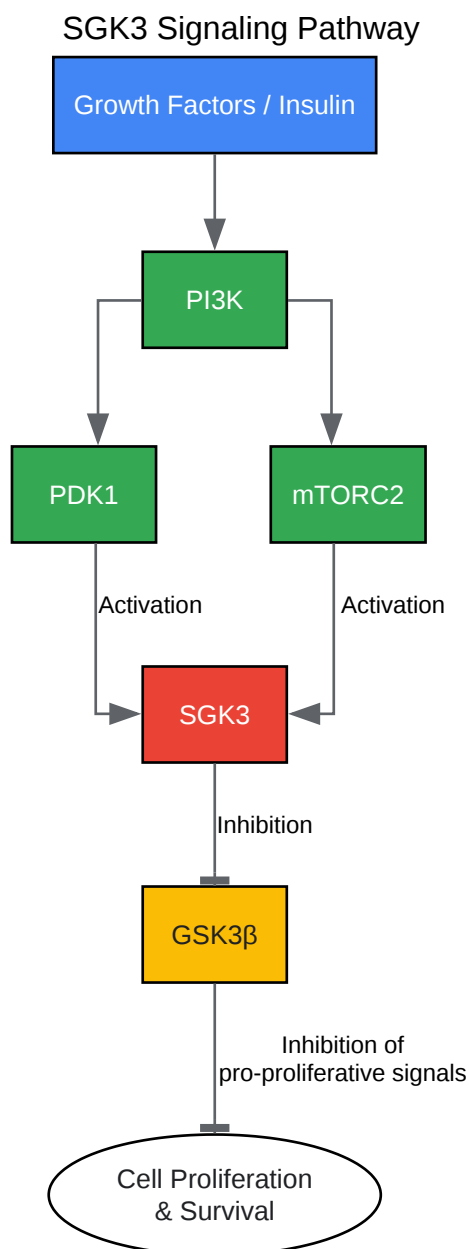 SGK3 Signaling Pathway
Growth Factors / Insulin
PI3K
PDK1
mTORC2
Activation
Activation
SGK3
Inhibition
GSK3β
Inhibition of
pro-proliferative signals
Cell Proliferation
& Survival